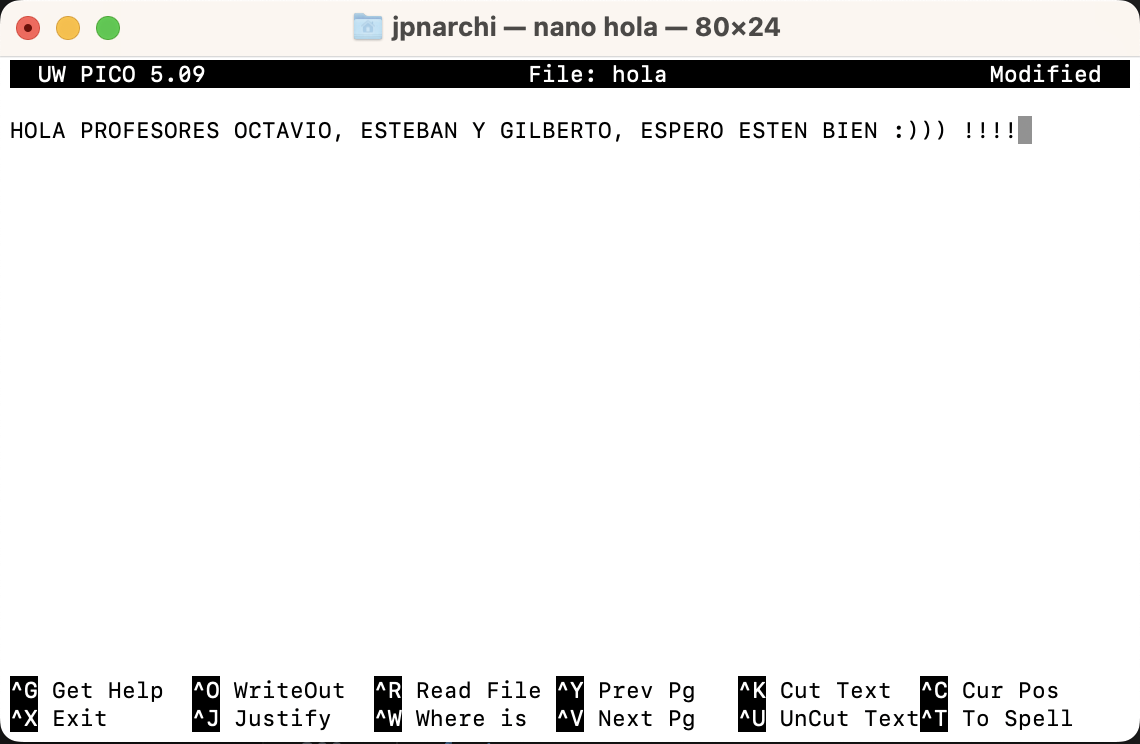 jpnarchi — nano hola — 80×24
UW PICO 5.09 File: hola Modified
HOLA PROFESORES OCTAVIO, ESTEBAN Y GILBERTO, ESPERO ESTEN BIEN :))) !!!!
^G Get Help ^O WriteOut ^R Read File ^Y Prev Pg ^K Cut Text ^C Cur Pos
^X Exit ^J Justify ^W Where is ^V Next Pg ^U UnCut Text ^T To Spell